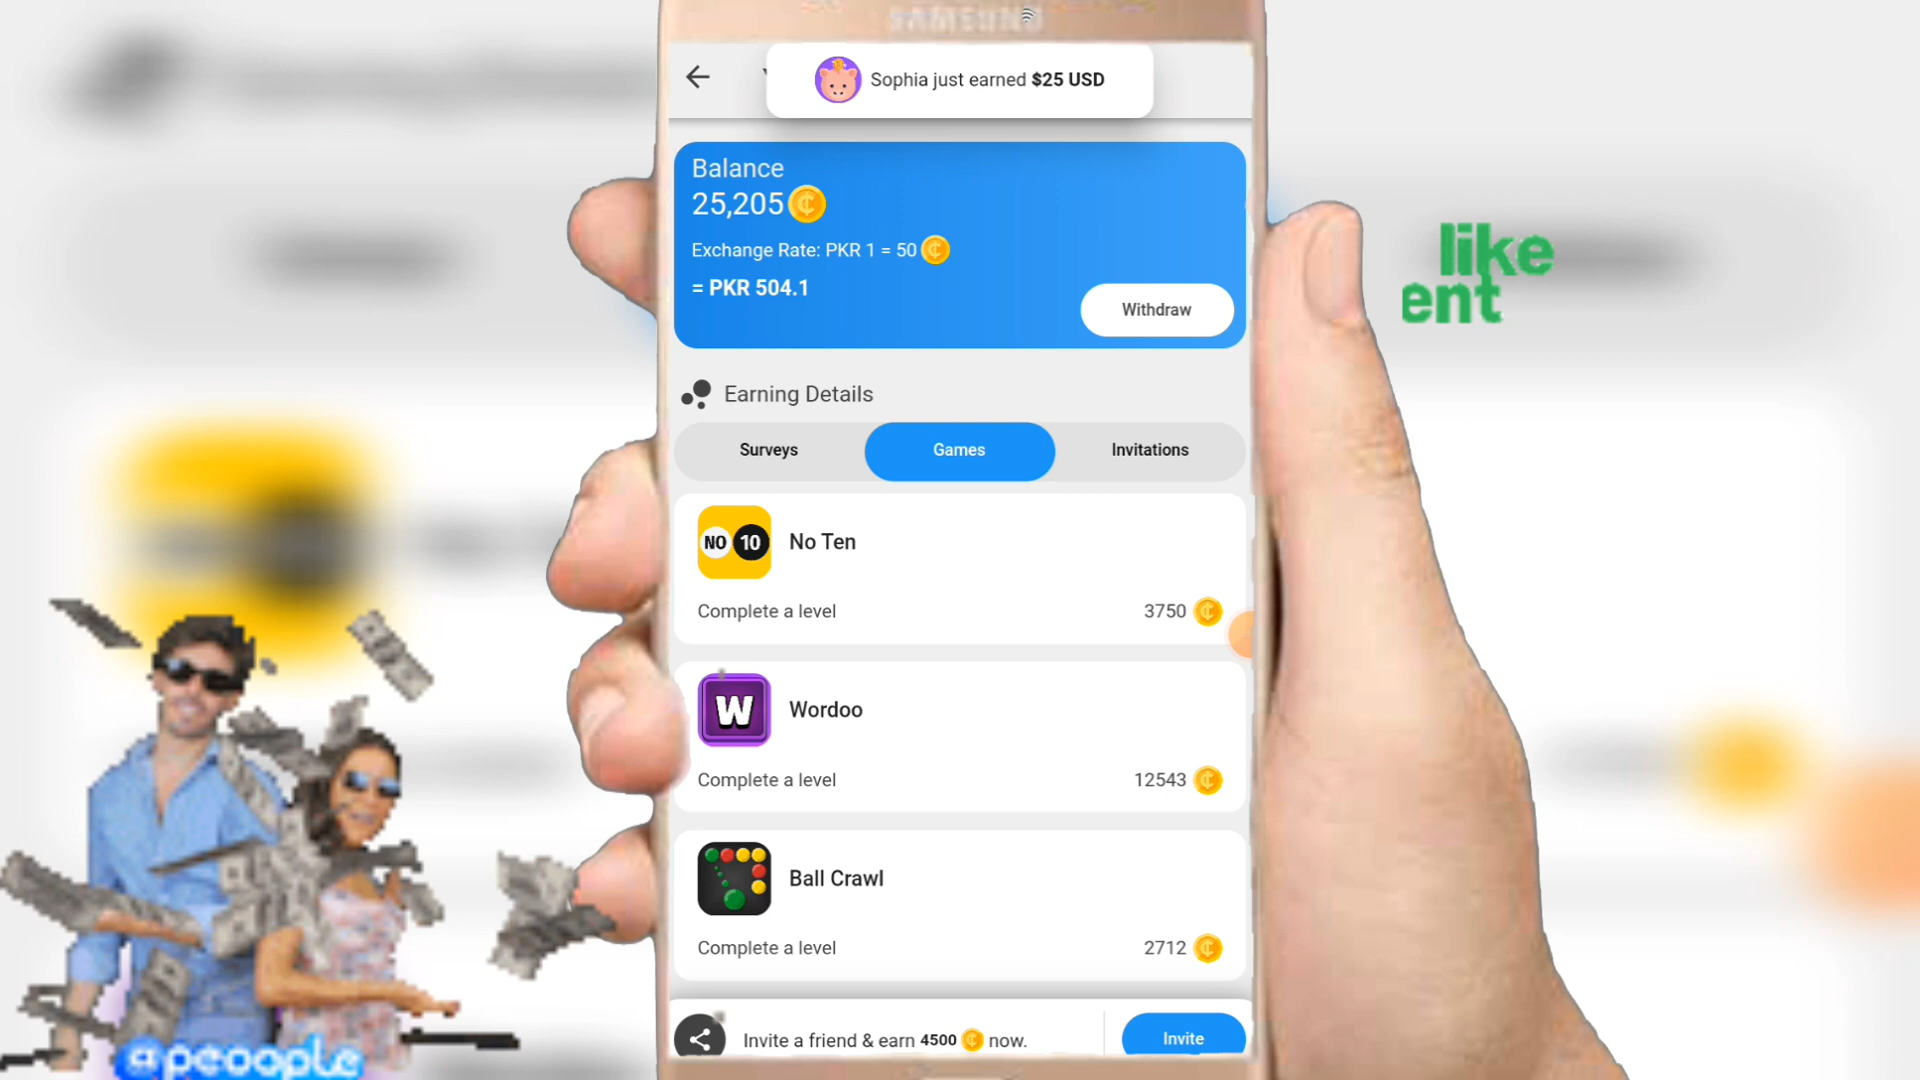 SAMSUNG
Sophia just earned $25 USD
Balance
25,205
Exchange Rate: PKR 1 = 50
= PKR 504.1
Withdraw
like
ent
Earning Details
Surveys
Games
Invitations
NO 10
No Ten
Complete a level
3750
W
Wordoo
Complete a level
12543
Ball Crawl
Complete a level
2712
Invite a friend & earn 4500 now.
Invite
@peoople